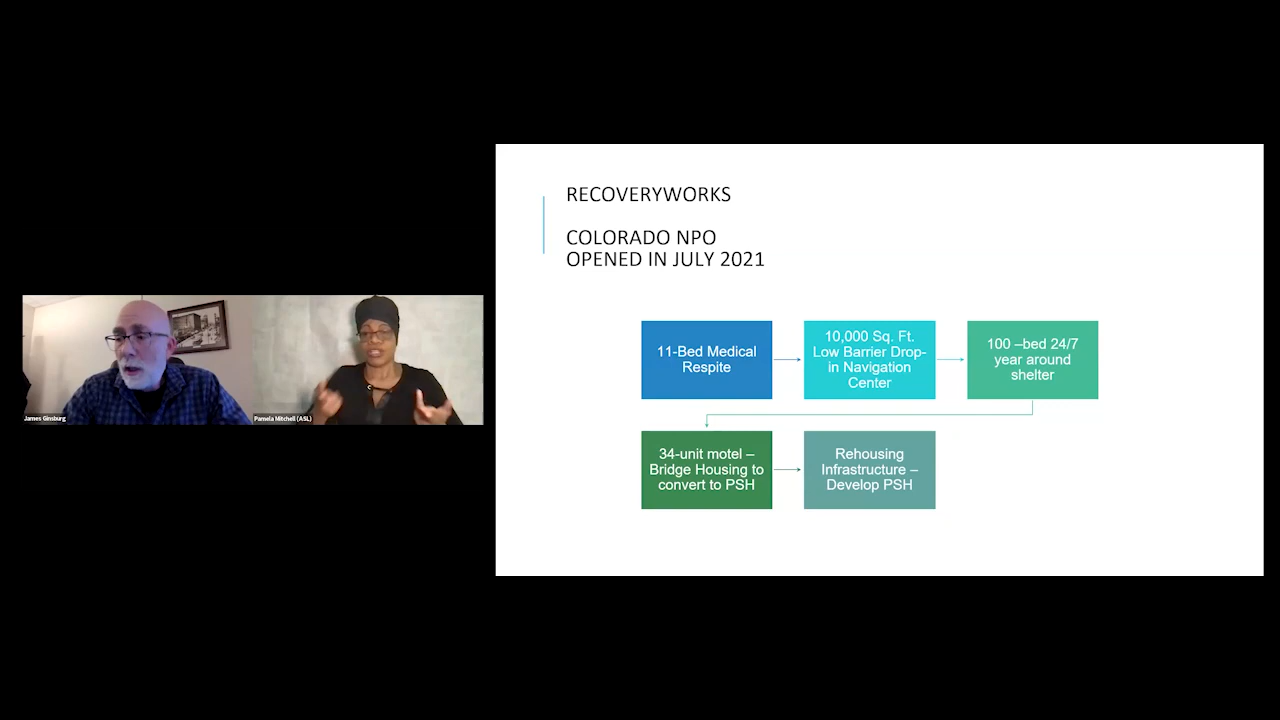 RECOVERYWORKS
COLORADO NPO
OPENED IN JULY 2021
11-Bed Medical
Respite
10,000 Sq. Ft.
Low Barrier Drop-
in Navigation
Center
100 –bed 24/7
year around
shelter
34-unit motel –
Bridge Housing to
convert to PSH
Rehousing
Infrastructure –
Develop PSH
James Ginsburg
Pamela Mitchell (ASL)